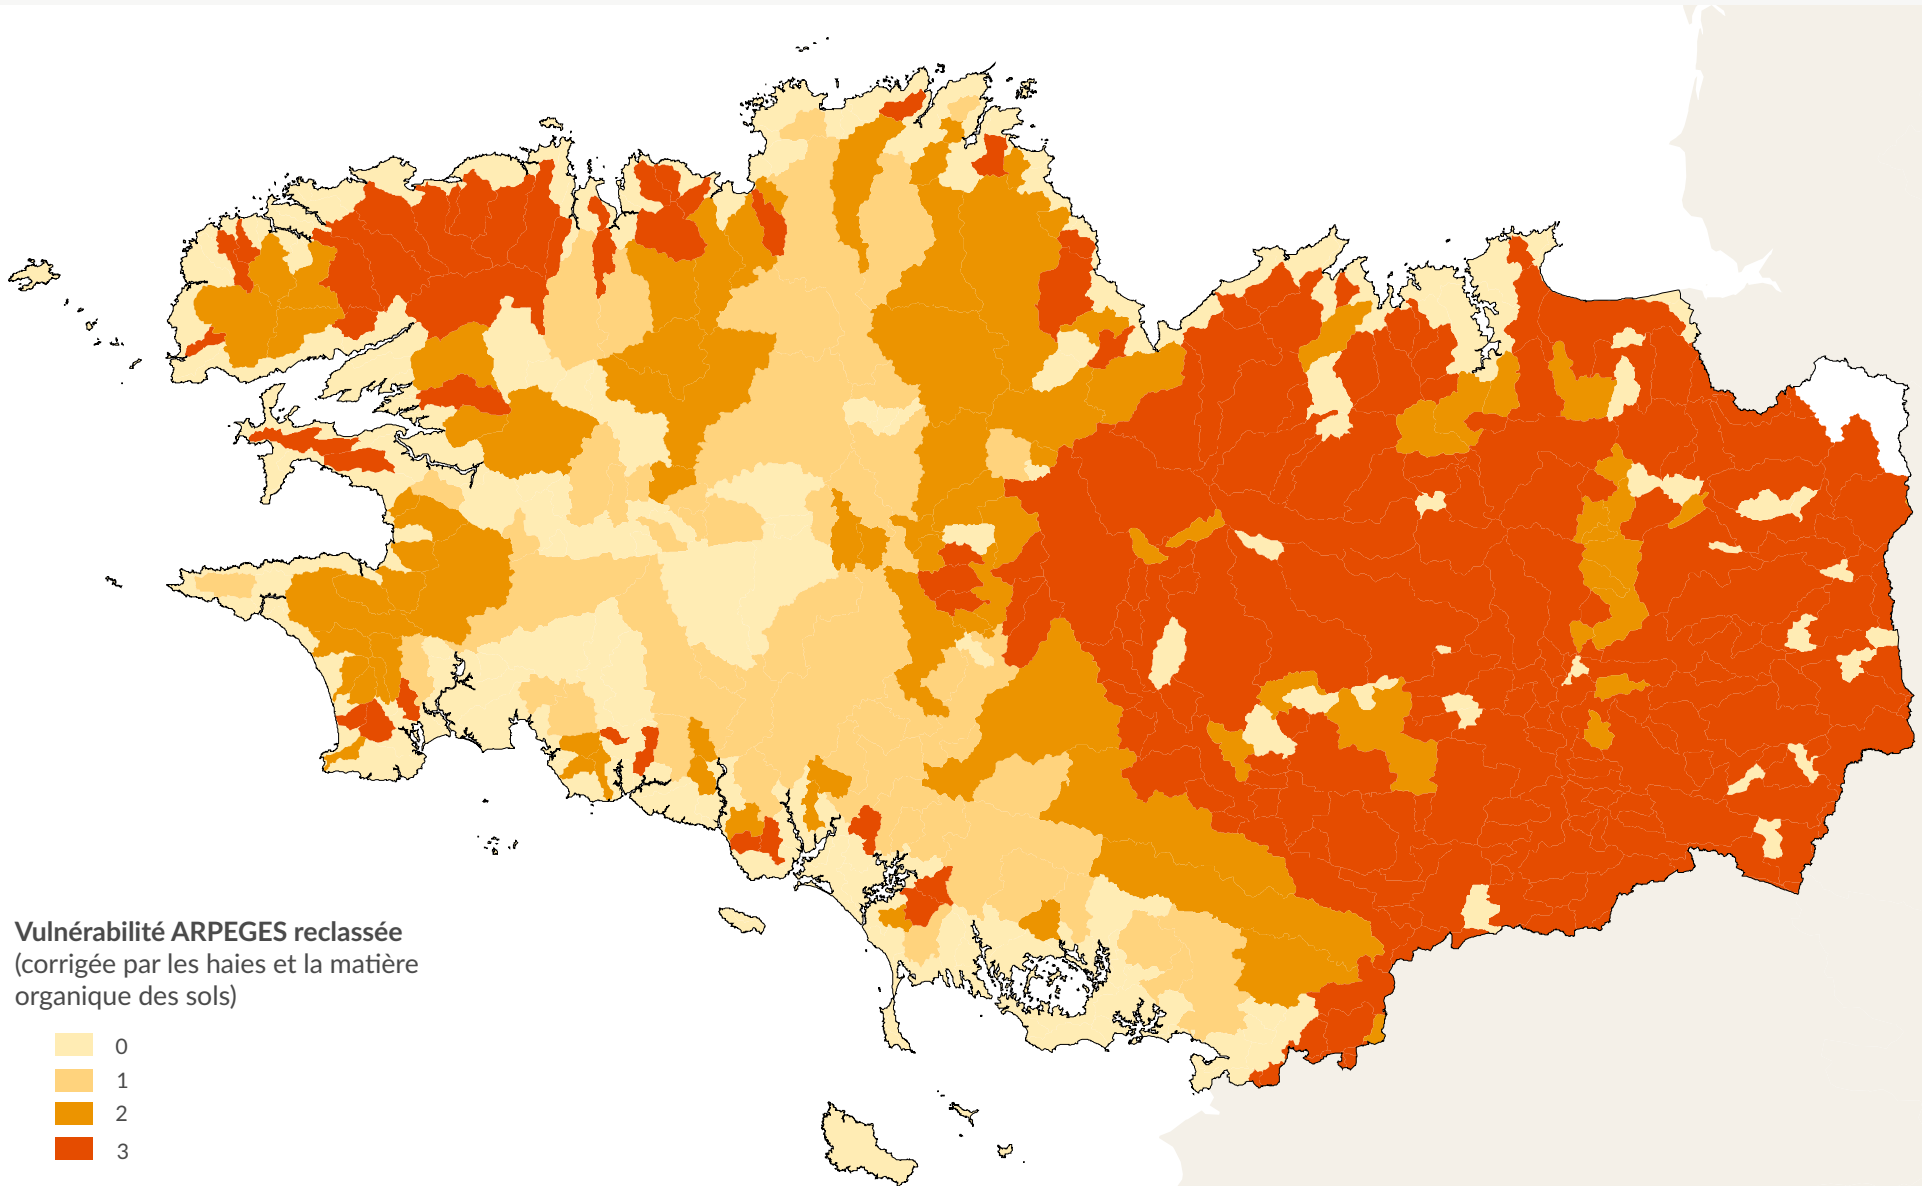 Vulnérabilité ARPEGES reclassée
(corrigée par les haies et la matière
organique des sols)
0
1
2
3